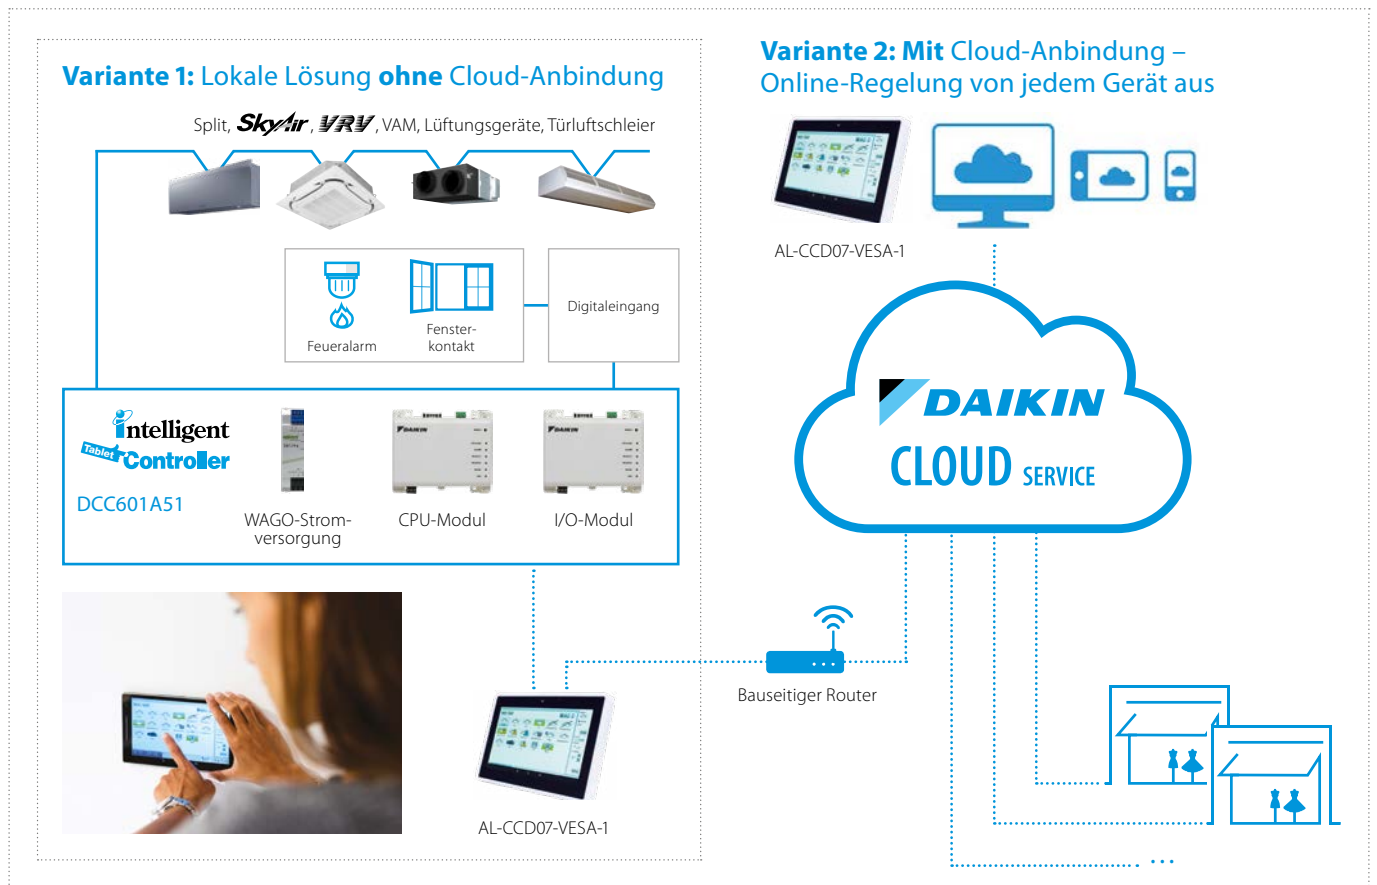 Variante 1: Lokale Lösung ohne Cloud-Anbindung
Split, SkyAir, VRV, VAM, Lüftungsgeräte, Türluftschleier
Feueralarm
Fenster-
kontakt
Digitaleingang
intelligent
Tablet Controller
DCC601A51
WAGO-Strom-
versorgung
DAIKIN
CPU-Modul
DAIKIN
I/O-Modul
AL-CCD07-VESA-1
Variante 2: Mit Cloud-Anbindung –
Online-Regelung von jedem Gerät aus
AL-CCD07-VESA-1
DAIKIN
CLOUD SERVICE
Bauseitiger Router
...